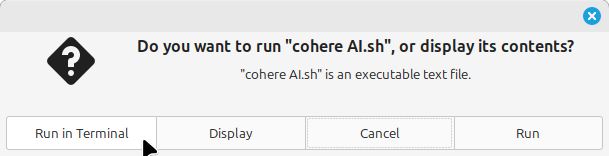 Do you want to run "cohere AI.sh", or display its contents?
"cohere AI.sh" is an executable text file.
Run in Terminal
Display
Cancel
Run